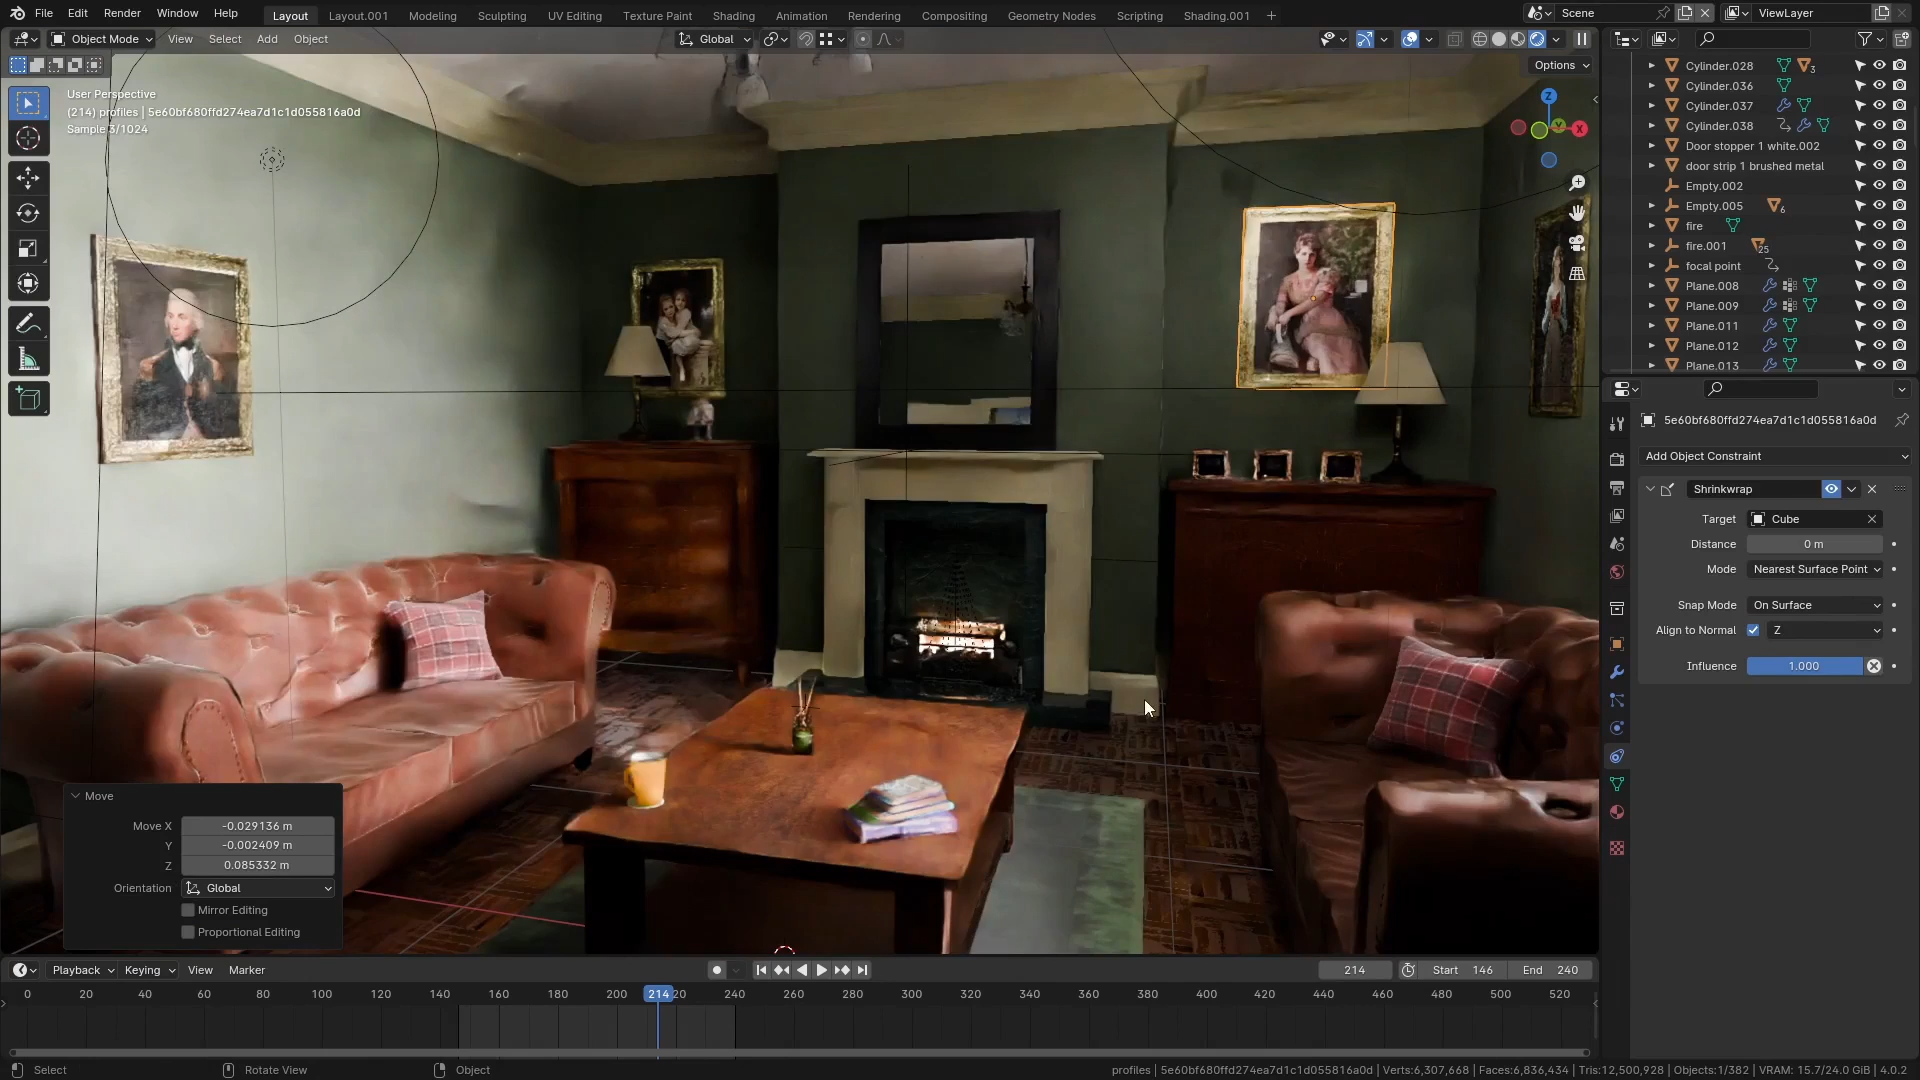 File Edit Render Window Help Layout Layout.001 Modeling Sculpting UV Editing Texture Paint Shading Animation Rendering Compositing Geometry Nodes Scripting Shading.001 + Scene ViewLayer
Object Mode View Select Add Object Global
Options
User Perspective
(214) profiles | 5e60bf680ffd274ea7d1c1d055816a0d
Sample 3/1024
Z
Y
X
Cylinder.028 3
Cylinder.036
Cylinder.037
Cylinder.038
Door stopper 1 white.002
door strip 1 brushed metal
Empty.002
Empty.005 6
fire
fire.001 25
focal point
Plane.008
Plane.009
Plane.011
Plane.012
Plane.013
5e60bf680ffd274ea7d1c1d055816a0d
Add Object Constraint
Shrinkwrap
Target Cube
Distance 0 m
Mode Nearest Surface Point
Snap Mode On Surface
Align to Normal Z
Influence 1.000
Move
Move X -0.029136 m
Y -0.002409 m
Z 0.085332 m
Orientation Global
Mirror Editing
Proportional Editing
Playback Keying View Marker 214 Start 146 End 240
0 20 40 60 80 100 120 140 160 180 200 214 20 240 260 280 300 320 340 360 380 400 420 440 460 480 500 520
Select Rotate View Object profiles | 5e60bf680ffd274ea7d1c1d055816a0d | Verts:6,307,668 | Faces:6,836,434 | Tris:12,500,928 | Objects:1/382 | VRAM: 15.7/24.0 GiB | 4.0.2